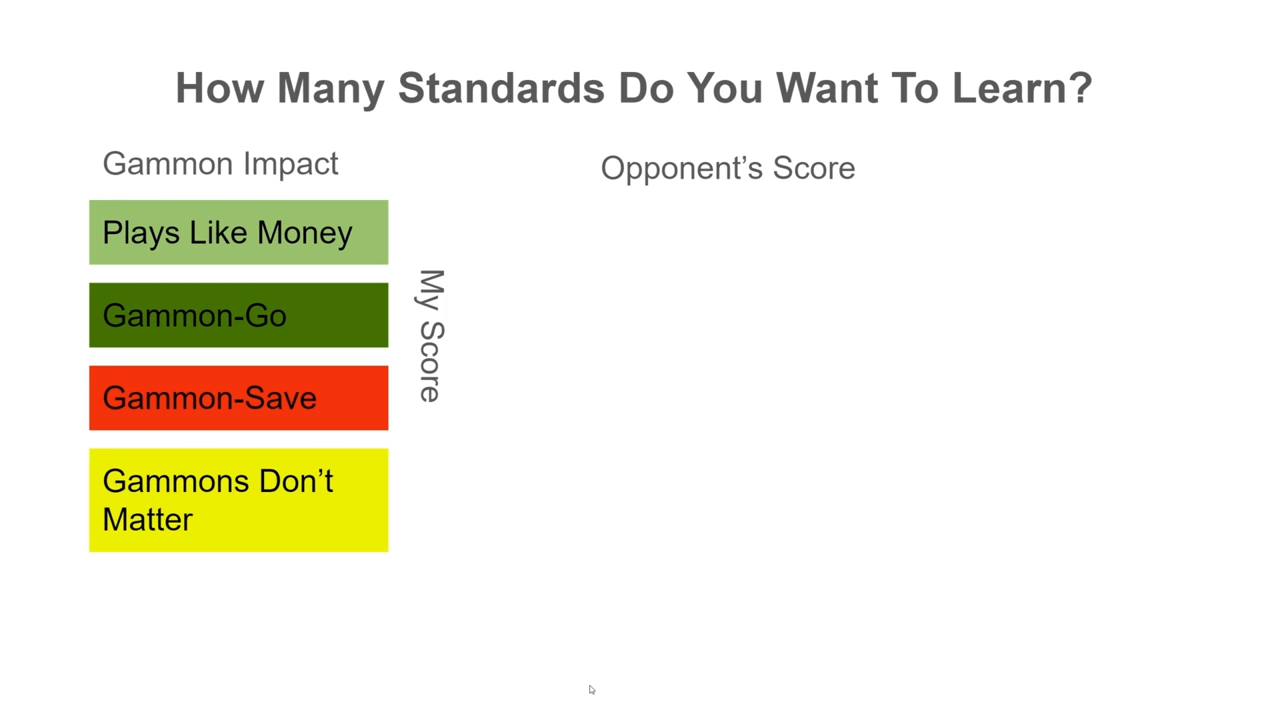 How Many Standards Do You Want To Learn?
Gammon Impact
Opponent’s Score
Plays Like Money
Gammon-Go
My Score
Gammon-Save
Gammons Don’t
Matter